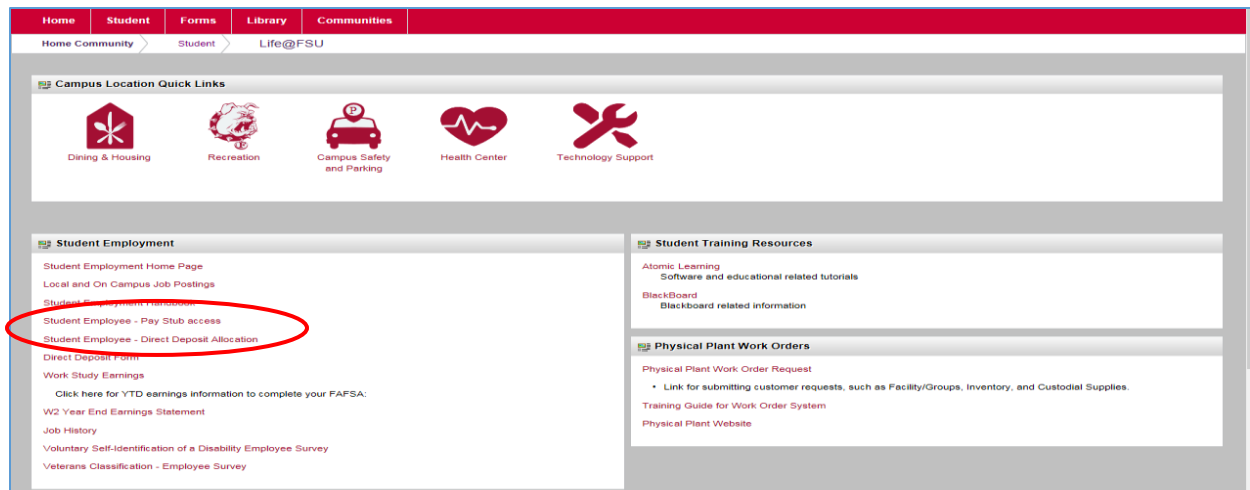 Home Student Forms Library Communities
Home Community Student Life@FSU
Campus Location Quick Links
Dining & Housing
Recreation
Campus Safety
and Parking
Health Center
Technology Support
P
Student Employment
Student Employment Home Page
Local and On Campus Job Postings
Student Employment Handbook
Student Employee - Pay Stub access
Student Employee - Direct Deposit Allocation
Direct Deposit Form
Work Study Earnings
Click here for YTD earnings information to complete your FAFSA:
W2 Year End Earnings Statement
Job History
Voluntary Self-Identification of a Disability Employee Survey
Veterans Classification - Employee Survey
Student Training Resources
Atomic Learning
Software and educational related tutorials
BlackBoard
Blackboard related information
Physical Plant Work Orders
Physical Plant Work Order Request
• Link for submitting customer requests, such as Facility/Groups, Inventory, and Custodial Supplies.
Training Guide for Work Order System
Physical Plant Website